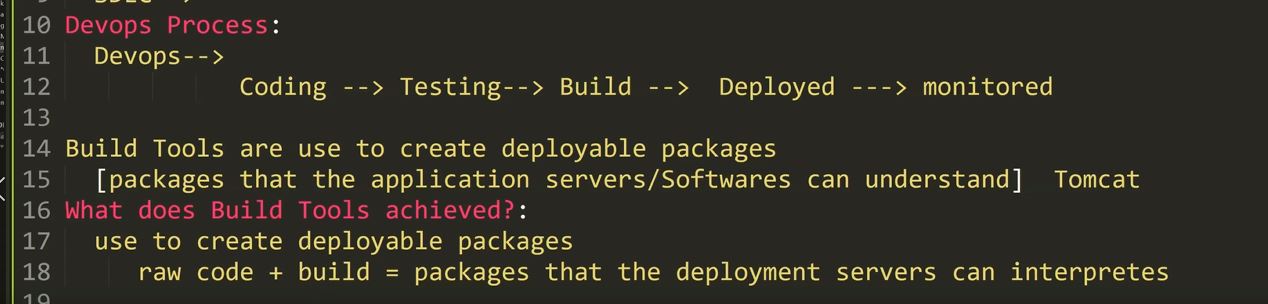 10 Devops Process:
11 Devops-->
12 Coding --> Testing--> Build --> Deployed ---> monitored
13
14 Build Tools are use to create deployable packages
15 [packages that the application servers/Softwares can understand] Tomcat
16 What does Build Tools achieved?:
17 use to create deployable packages
18 raw code + build = packages that the deployment servers can interpretes